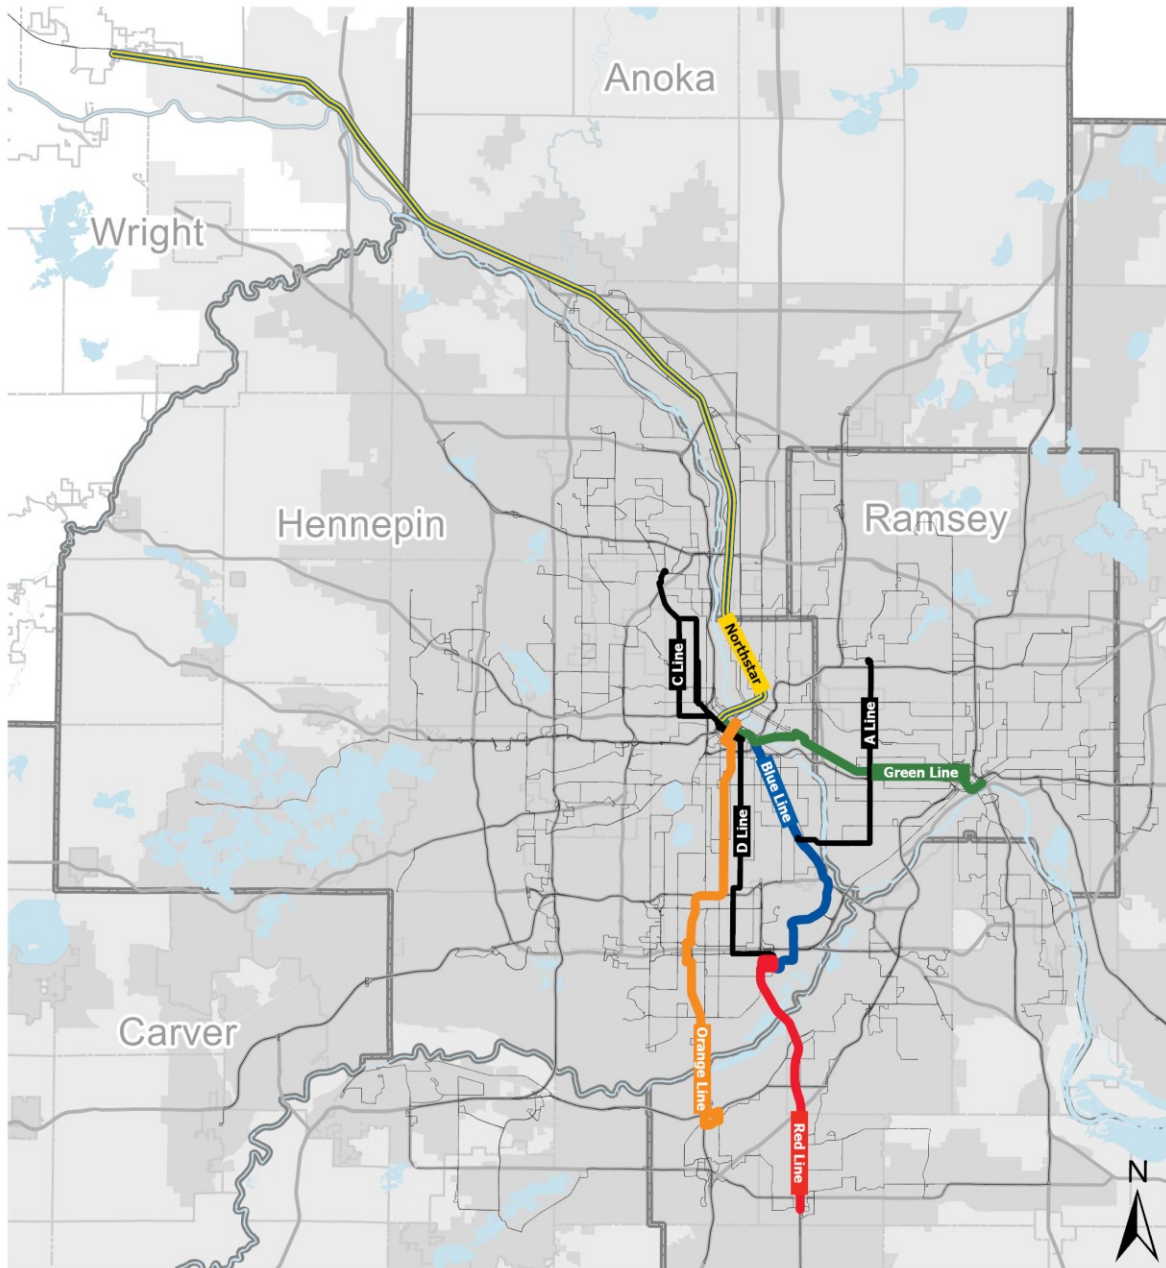 Anoka
Wright
Hennepin
Ramsey
Northstar
C Line
A Line
Blue Line
Green Line
D Line
Carver
Orange Line
Red Line
N